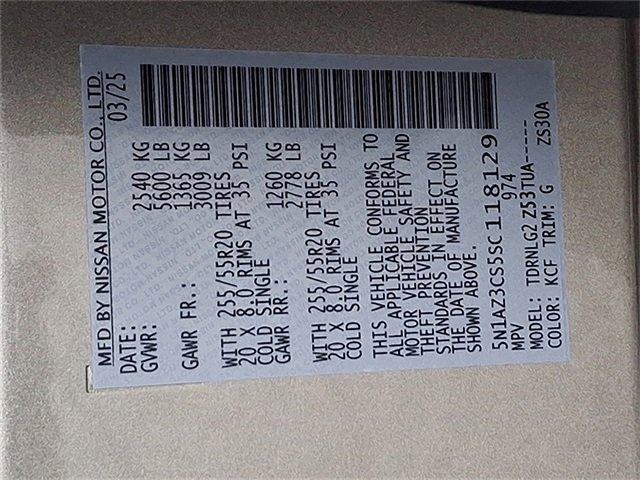 MFD BY NISSAN MOTOR CO., LTD.
DATE: 03/25
GVWR: 2540 KG
5600 LB
GAWR FR.: 1365 KG
3009 LB
WITH 255/55R20 TIRES
20 X 8.0 RIMS AT 35 PSI
COLD SINGLE
GAWR RR.: 1260 KG
2778 LB
WITH 255/55R20 TIRES
20 X 8.0 RIMS AT 35 PSI
COLD SINGLE
THIS VEHICLE CONFORMS TO
ALL APPLICABLE FEDERAL
MOTOR VEHICLE SAFETY AND
THEFT PREVENTION
STANDARDS IN EFFECT ON
THE DATE OF MANUFACTURE
SHOWN ABOVE.
5N1AZ3CS5SC118129
MPV 974
MODEL: TDRNLG2 Z53TUA-----
COLOR: KCF TRIM: G ZS30A